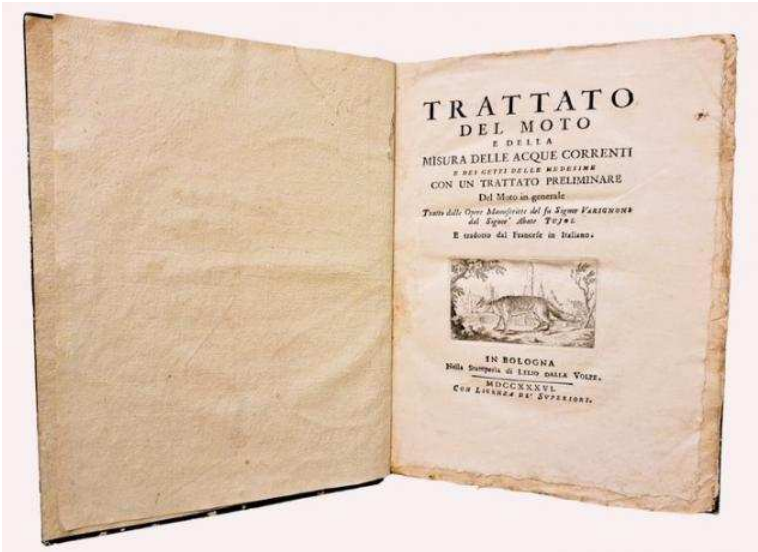 TRATTATO
DEL MOTO
E DELLA
MISURA DELLE ACQUE CORRENTI
E DEI GETTI DELLE MEDESIME
CON UN TRATTATO PRELIMINARE
Del Moto in generale
Tratto dalle Opere Manuscritte del fu Signor VARIGNONE
dal Signor Abate
E tradotto dal Francese in Italiano.
IN BOLOGNA
Nella Stamperia di LELIO DALLA VOLPE.
MDCCXXXVI.
CON LICENZA DE' SUPERIORI.